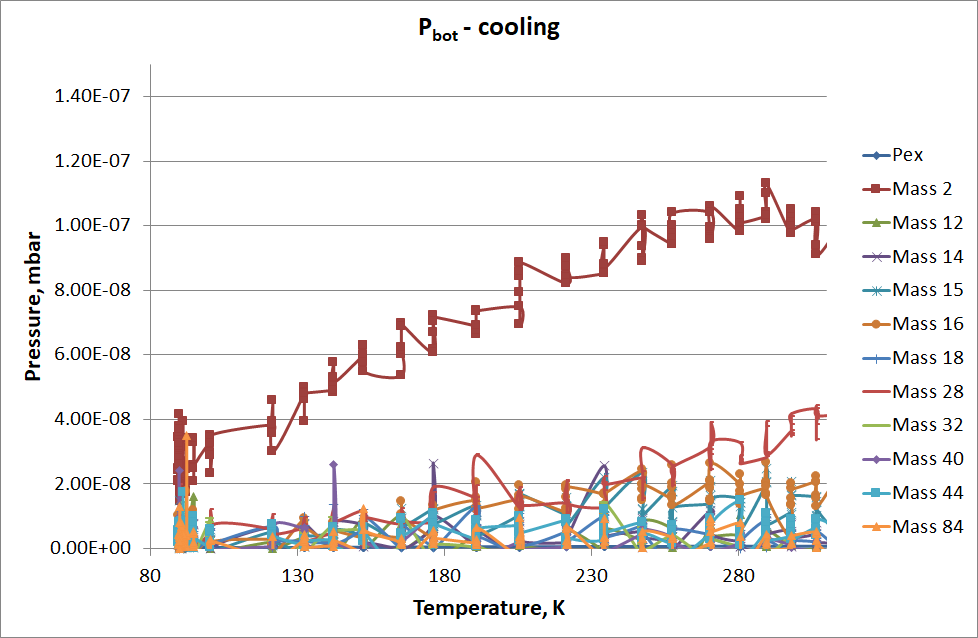 Pbot - cooling
Pressure, mbar
1.40E-07
1.20E-07
1.00E-07
8.00E-08
6.00E-08
4.00E-08
2.00E-08
0.00E+00
80 130 180 230 280
Temperature, K
Pex
Mass 2
Mass 12
Mass 14
Mass 15
Mass 16
Mass 18
Mass 28
Mass 32
Mass 40
Mass 44
Mass 84